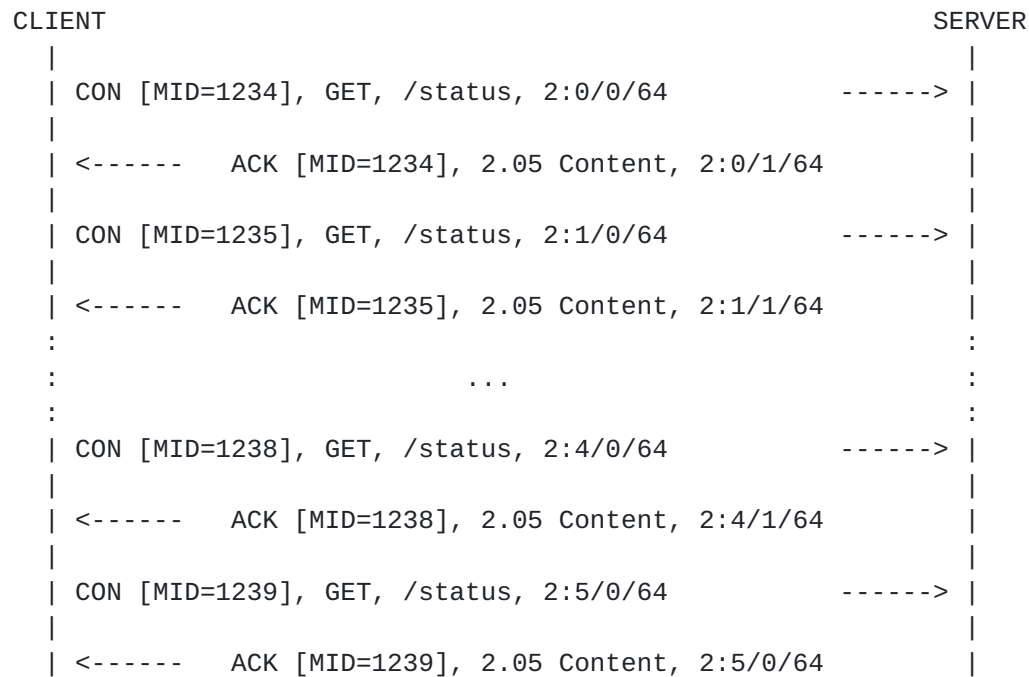 CLIENT                                                     SERVER
  |                                                          |
  | CON [MID=1234], GET, /status, 2:0/0/64           ------> |
  |                                                          |
  | <------   ACK [MID=1234], 2.05 Content, 2:0/1/64         |
  |                                                          |
  | CON [MID=1235], GET, /status, 2:1/0/64           ------> |
  |                                                          |
  | <------   ACK [MID=1235], 2.05 Content, 2:1/1/64         |
  :                                                          :
  :                          ...                             :
  :                                                          :
  | CON [MID=1238], GET, /status, 2:4/0/64           ------> |
  |                                                          |
  | <------   ACK [MID=1238], 2.05 Content, 2:4/1/64         |
  |                                                          |
  | CON [MID=1239], GET, /status, 2:5/0/64           ------> |
  |                                                          |
  | <------   ACK [MID=1239], 2.05 Content, 2:5/0/64         |